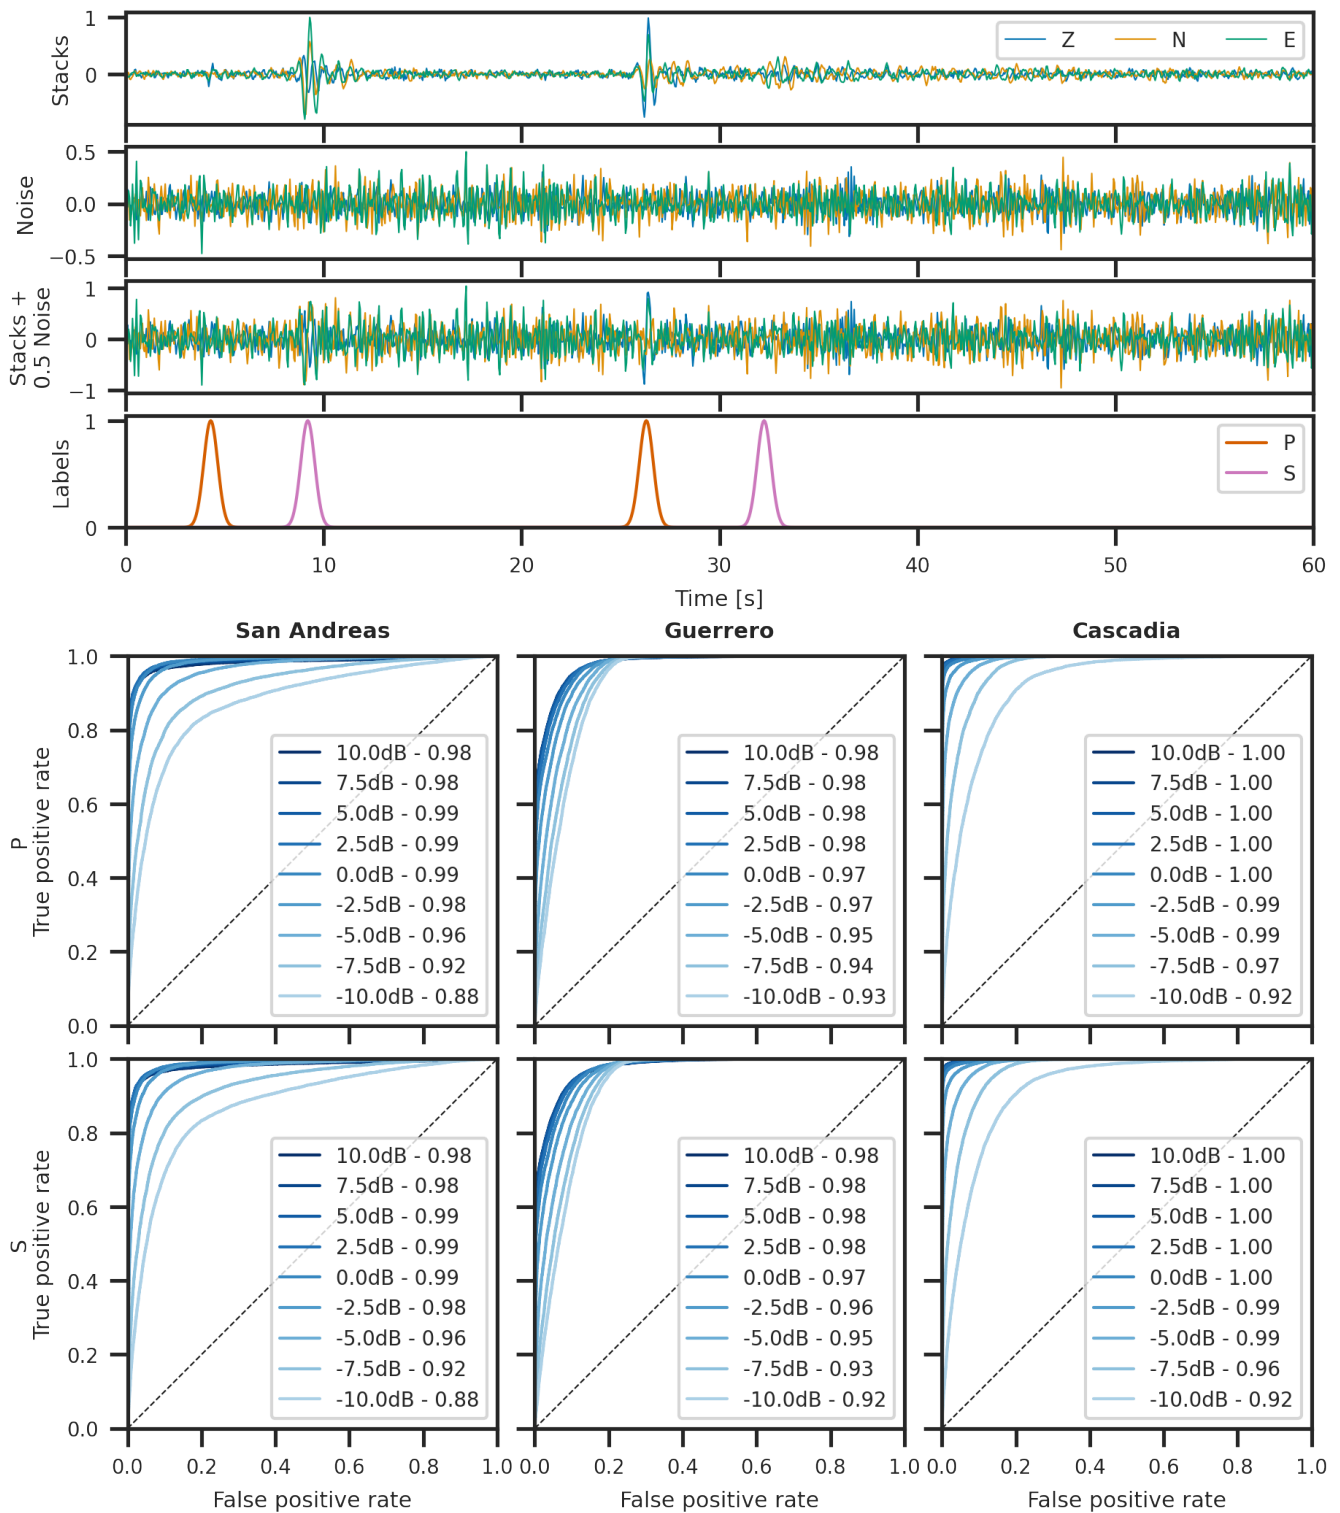 Stacks
1
0
Z
N
E
Noise
0.5
0.0
−0.5
Stacks +
0.5 Noise
1
0
−1
Labels
1
0
P
S
0
10
20
30
40
50
60
Time [s]
San Andreas
Guerrero
Cascadia
P
True positive rate
1.0
0.8
0.6
0.4
0.2
0.0
10.0dB - 0.98
7.5dB - 0.98
5.0dB - 0.99
2.5dB - 0.99
0.0dB - 0.99
-2.5dB - 0.98
-5.0dB - 0.96
-7.5dB - 0.92
-10.0dB - 0.88
10.0dB - 0.98
7.5dB - 0.98
5.0dB - 0.98
2.5dB - 0.98
0.0dB - 0.97
-2.5dB - 0.97
-5.0dB - 0.95
-7.5dB - 0.94
-10.0dB - 0.93
10.0dB - 1.00
7.5dB - 1.00
5.0dB - 1.00
2.5dB - 1.00
0.0dB - 1.00
-2.5dB - 0.99
-5.0dB - 0.99
-7.5dB - 0.97
-10.0dB - 0.92
S
True positive rate
1.0
0.8
0.6
0.4
0.2
0.0
10.0dB - 0.98
7.5dB - 0.98
5.0dB - 0.99
2.5dB - 0.99
0.0dB - 0.99
-2.5dB - 0.98
-5.0dB - 0.96
-7.5dB - 0.92
-10.0dB - 0.88
10.0dB - 0.98
7.5dB - 0.98
5.0dB - 0.98
2.5dB - 0.98
0.0dB - 0.97
-2.5dB - 0.96
-5.0dB - 0.95
-7.5dB - 0.93
-10.0dB - 0.92
10.0dB - 1.00
7.5dB - 1.00
5.0dB - 1.00
2.5dB - 1.00
0.0dB - 1.00
-2.5dB - 0.99
-5.0dB - 0.99
-7.5dB - 0.96
-10.0dB - 0.92
0.0 0.2 0.4 0.6 0.8 1.0
0.0 0.2 0.4 0.6 0.8 1.0
0.0 0.2 0.4 0.6 0.8 1.0
False positive rate
False positive rate
False positive rate